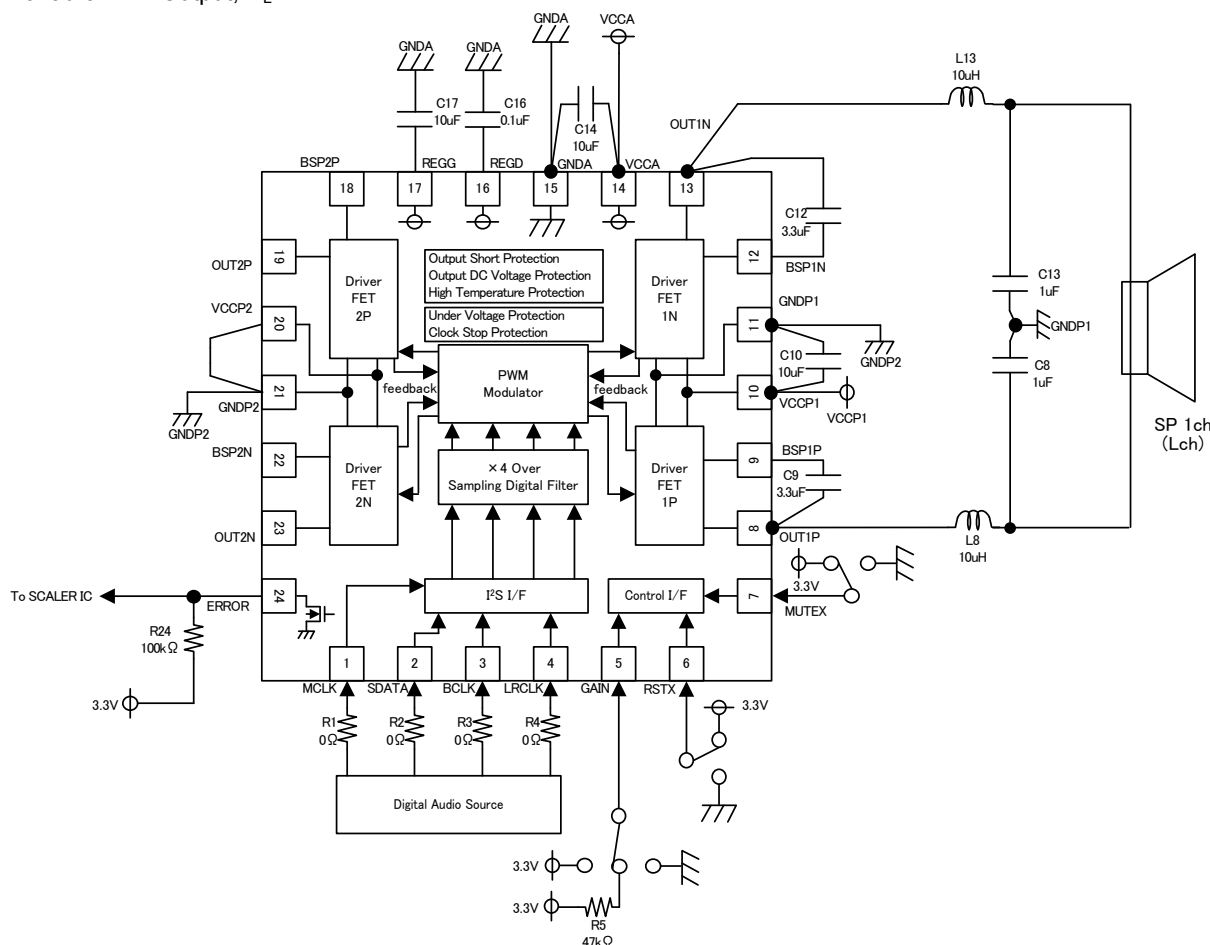 GNDA
VCCA
GNDA
GNDA
L13
10uH
C17
10uF
C16
0.1uF
C14
10uF
OUT1N
BSP2P
REGG
REGD
GNDA
VCCA
18
17
16
15
14
13
C12
3.3uF
19
OUT2P
Driver
FET
2P
Output Short Protection
Output DC Voltage Protection
High Temperature Protection
Under Voltage Protection
Clock Stop Protection
Driver
FET
1N
12
BSP1N
C13
1uF
GNDP1
VCCP2
20
GNDP1
11
GNDP2
C10
10uF
C8
1uF
PWM
Modulator
feedback
feedback
21
GNDP2
GNDP2
10
VCCP1
VCCP1
SP 1ch
(Lch)
BSP2N
22
Driver
FET
2N
×4 Over
Sampling Digital Filter
Driver
FET
1P
9
BSP1P
C9
3.3uF
OUT2N
23
8
OUT1P
L8
10uH
To SCALER IC
ERROR
24
I²S I/F
Control I/F
7
MUTEX
3.3V
R24
100kΩ
3.3V
1
2
3
4
5
6
MCLK
SDATA
BCLK
LRCLK
GAIN
RSTX
R1
0Ω
R2
0Ω
R3
0Ω
R4
0Ω
3.3V
Digital Audio Source
3.3V
3.3V
R5
47kΩ